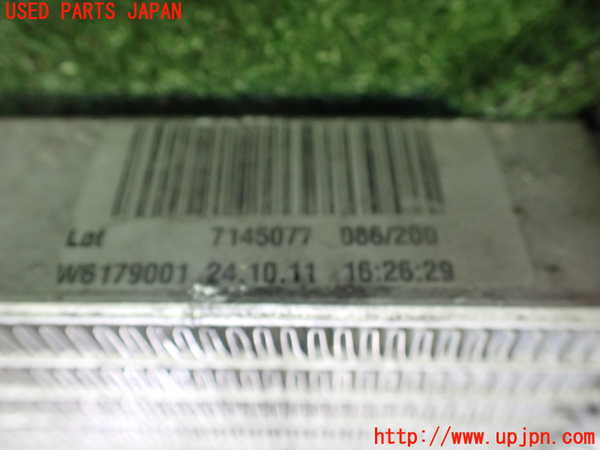 USED PARTS JAPAN
Lot 7145077 086/200
W6179001 24.10.11 16:26:29
http://www.upjpn.com/